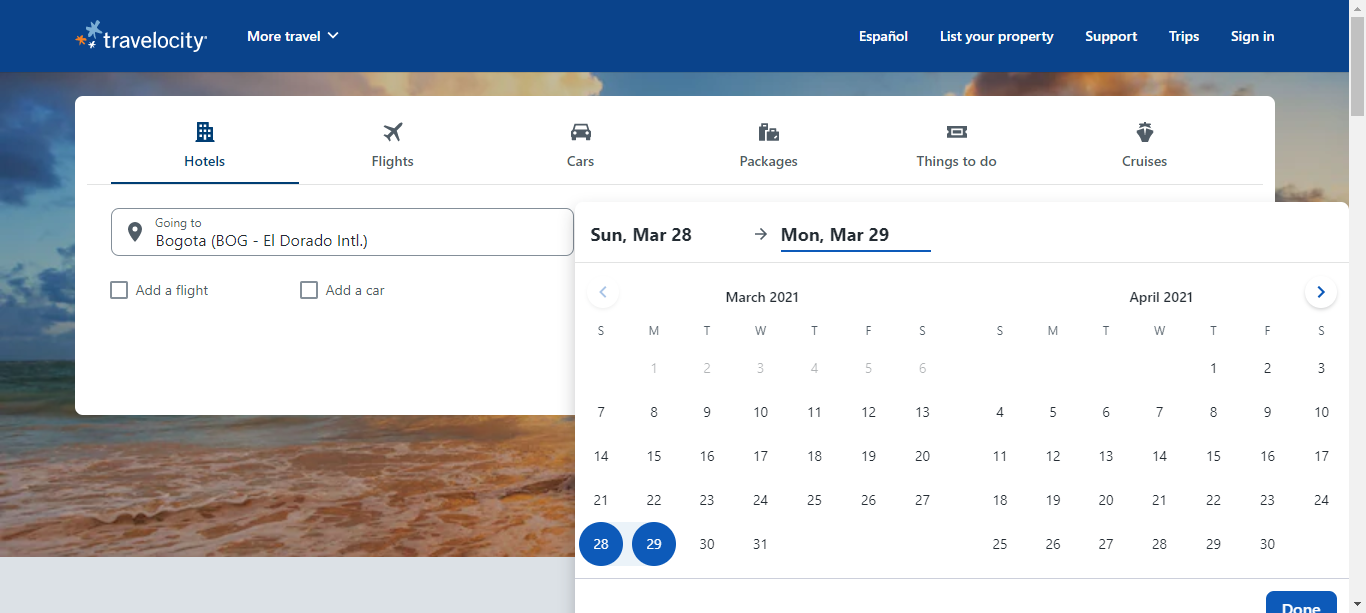 travelocity
More travel
Español
List your property
Support
Trips
Sign in
Hotels
Flights
Cars
Packages
Things to do
Cruises
Going to
Bogota (BOG - El Dorado Intl.)
Add a flight
Add a car
Sun, Mar 28
Mon, Mar 29
March 2021
S M T W T F S
1 2 3 4 5 6
7 8 9 10 11 12 13
14 15 16 17 18 19 20
21 22 23 24 25 26 27
28 29 30 31
April 2021
S M T W T F S
1 2 3
4 5 6 7 8 9 10
11 12 13 14 15 16 17
18 19 20 21 22 23 24
25 26 27 28 29 30
Done